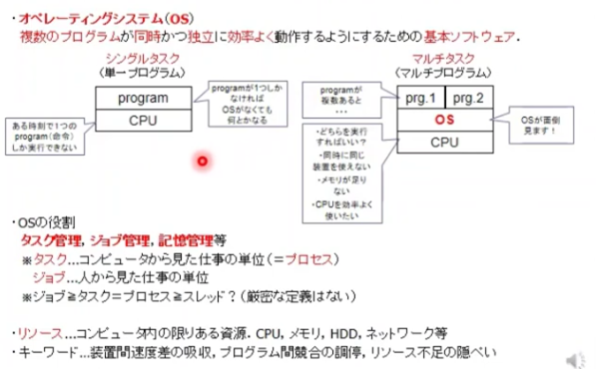 ・オペレーティングシステム(OS)
複数のプログラムが同時かつ独立に効率よく動作するようにするための基本ソフトウェア.
シングルタスク
(単一プログラム)
program
CPU
programが1つしか
なければ
OSがなくても
何とかなる
ある時刻で1つの
program(命令)
しか実行できない
マルチタスク
(マルチプログラム)
programが
複数あると
…
prg.1
prg.2
OS
CPU
OSが面倒
見ます!
・どちらを実行
すればいい?
・同時に同じ
装置を使えない
・メモリが足り
ない
・CPUを効率よく
使いたい
・OSの役割
タスク管理, ジョブ管理, 記憶管理等
※タスク…コンピュータから見た仕事の単位(=プロセス)
ジョブ…人から見た仕事の単位
※ジョブ≧タスク=プロセス≧スレッド?(厳密な定義はない)
・リソース…コンピュータ内の限りある資源. CPU, メモリ, HDD, ネットワーク等
・キーワード…装置間速度差の吸収, プログラム間競合の調停, リソース不足の隠ぺい